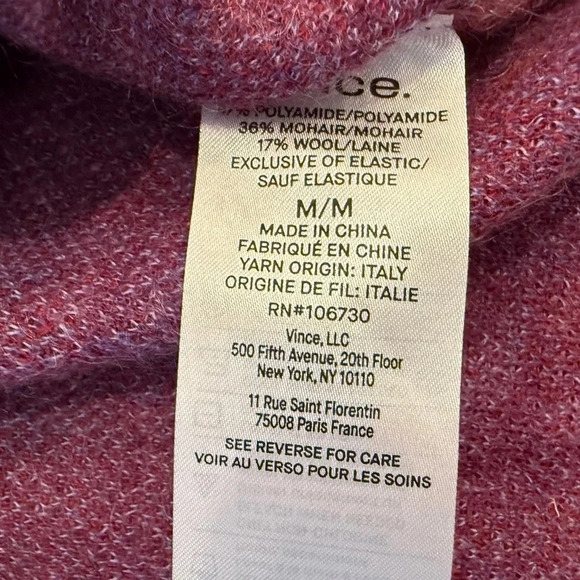 ce.
7% POLYAMIDE/POLYAMIDE
36% MOHAIR/MOHAIR
17% WOOL/LAINE
EXCLUSIVE OF ELASTIC/
SAUF ELASTIQUE
M/M
MADE IN CHINA
FABRIQUÉ EN CHINE
YARN ORIGIN: ITALY
ORIGINE DE FIL: ITALIE
RN#106730
Vince, LLC
500 Fifth Avenue, 20th Floor
New York, NY 10110
11 Rue Saint Florentin
75008 Paris France
SEE REVERSE FOR CARE
VOIR AU VERSO POUR LES SOINS